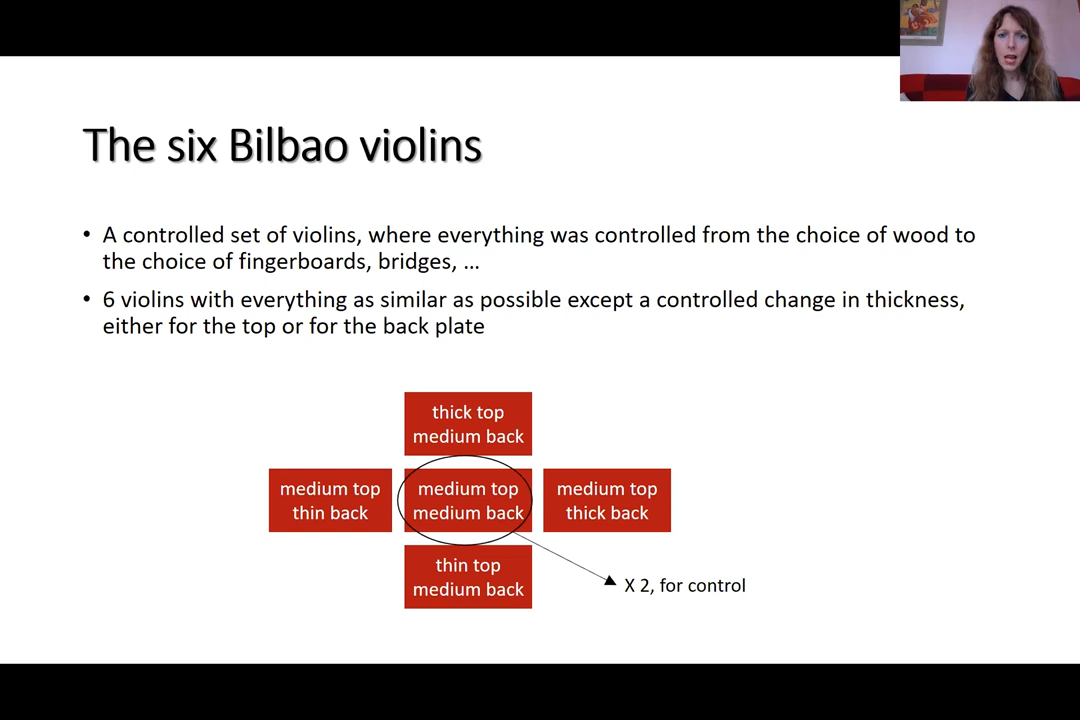 The six Bilbao violins
• A controlled set of violins, where everything was controlled from the choice of wood to
the choice of fingerboards, bridges, ...
• 6 violins with everything as similar as possible except a controlled change in thickness,
either for the top or for the back plate
thick top
medium back
medium top
thin back
medium top
medium back
medium top
thick back
thin top
medium back
X 2, for control